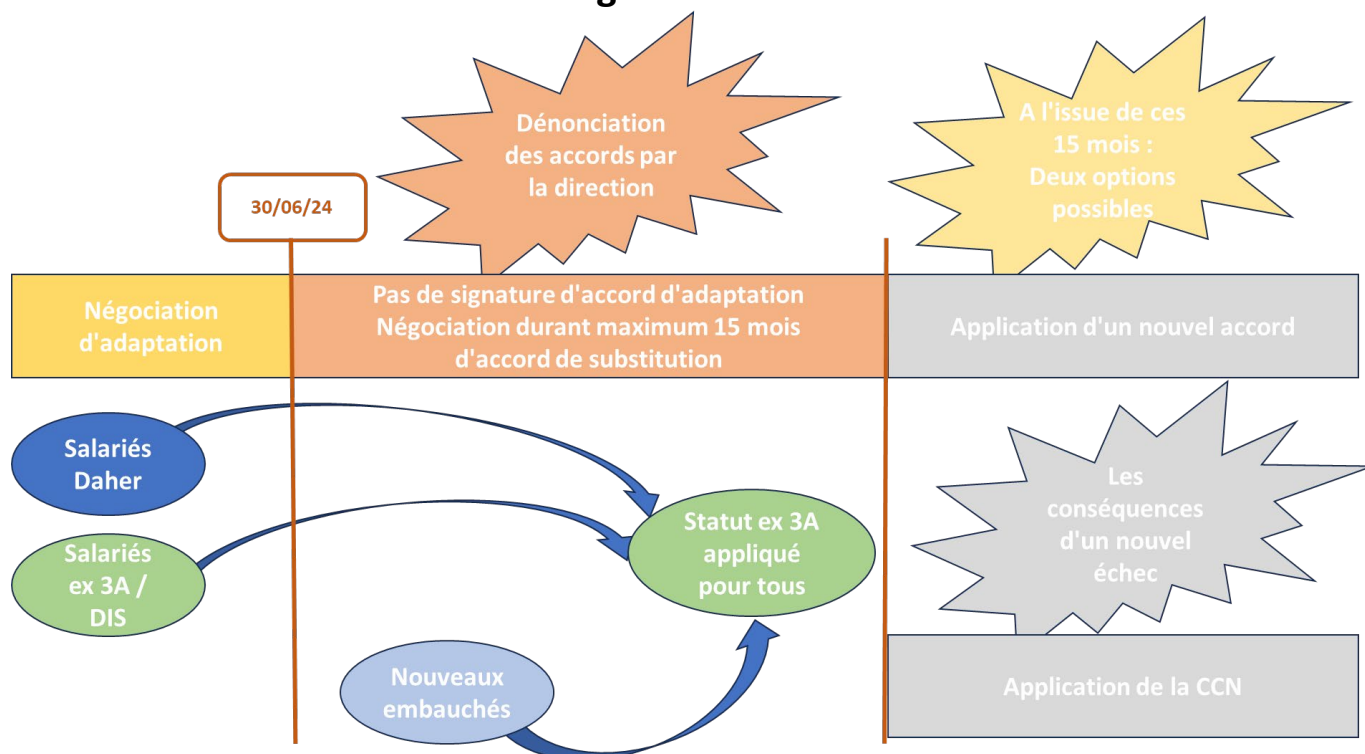 Dénonciation
des accords par
la direction
A l'issue de ces
15 mois :
Deux options
possibles
30/06/24
Négociation
d'adaptation
Pas de signature d'accord d'adaptation
Négociation durant maximum 15 mois
d'accord de substitution
Application d'un nouvel accord
Salariés
Daher
Salariés
ex 3A /
DIS
Statut ex 3A
appliqué
pour tous
Les
conséquences
d'un nouvel
échec
Nouveaux
embauchés
Application de la CCN